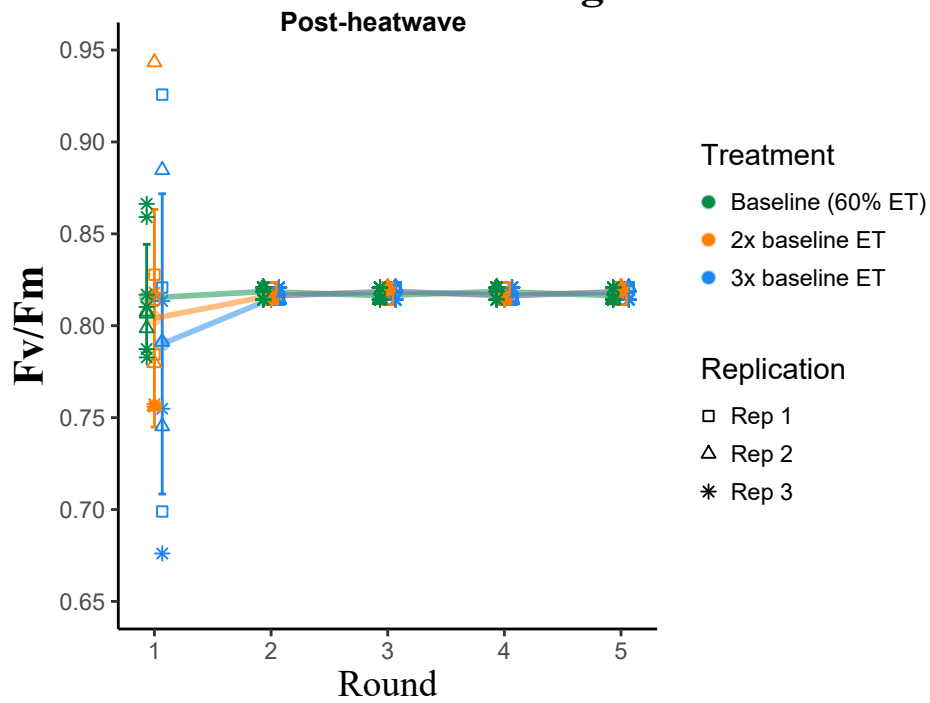 g
Post-heatwave
0.95
0.90
0.85
0.80
0.75
0.70
0.65
Fv/Fm
1 2 3 4 5
Round
Treatment
Baseline (60% ET)
2x baseline ET
3x baseline ET
Replication
Rep 1
Rep 2
Rep 3